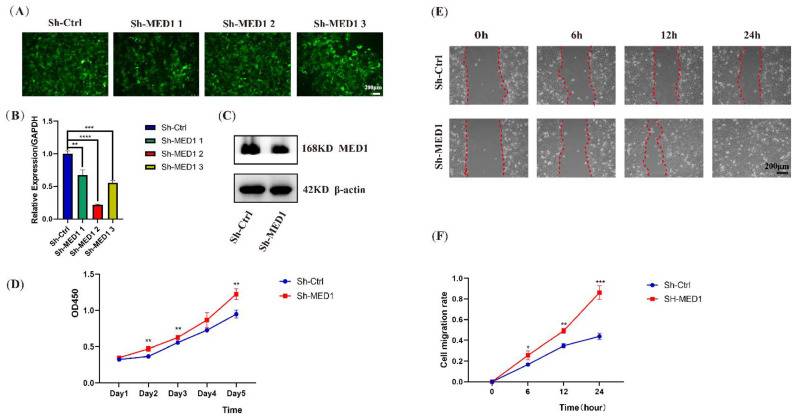 (A)
Sh-Ctrl Sh-MED1 1 Sh-MED1 2 Sh-MED1 3
200μm
(B)
Relative Expression/GAPDH
1.5
1.0
0.5
0.0
***
****
**
Sh-Ctrl
Sh-MED1 1
Sh-MED1 2
Sh-MED1 3
Sh-Ctrl
Sh-MED1 1
Sh-MED1 2
Sh-MED1 3
(C)
168KD MED1
42KD β-actin
Sh-Ctrl Sh-MED1
(D)
OD450
1.5
1.0
0.5
0.0
Sh-Ctrl
Sh-MED1
** ** **
Day1 Day2 Day3 Day4 Day5
Time
(E)
0h 6h 12h 24h
Sh-Ctrl
Sh-MED1
200μm
(F)
Cell migration rate
1.0
0.8
0.6
0.4
0.2
0.0
Sh-Ctrl
SH-MED1
* ** ***
0 6 12 24
Time(hour)